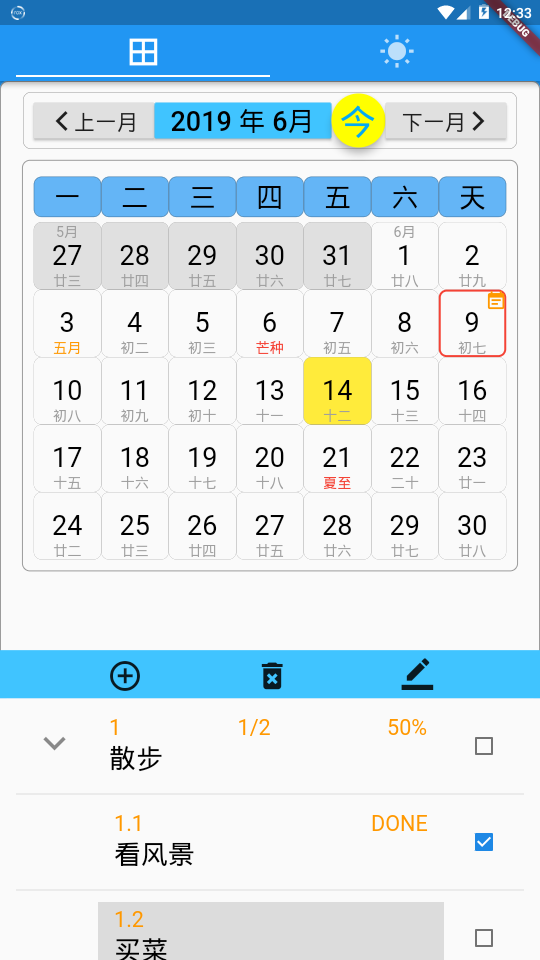 12:33
DEBUG
上一月 2019 年 6月 今 下一月
一 二 三 四 五 六 天
5月 6月
27 28 29 30 31 1 2
廿三 廿四 廿五 廿六 廿七 廿八 廿九
3 4 5 6 7 8 9
五月 初二 初三 芒种 初五 初六 初七
10 11 12 13 14 15 16
初八 初九 初十 十一 十二 十三 十四
17 18 19 20 21 22 23
十五 十六 十七 十八 夏至 二十 廿一
24 25 26 27 28 29 30
廿二 廿三 廿四 廿五 廿六 廿七 廿八
1 1/2 50%
散步
1.1 DONE
看风景
1.2
买菜